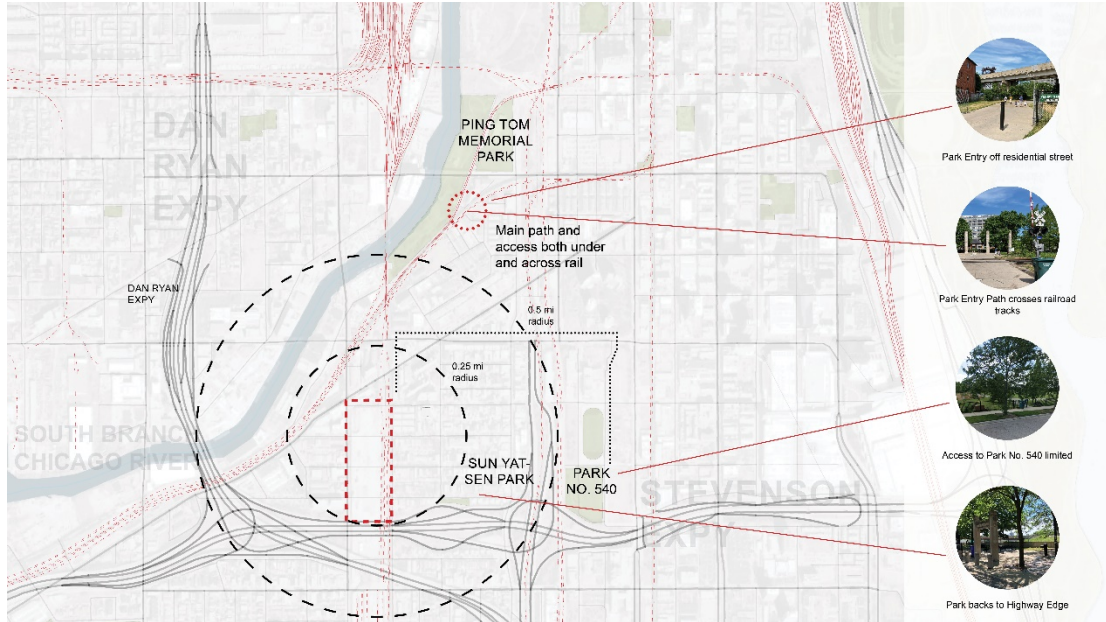 DAN
RYAN
EXPY
PING TOM
MEMORIAL
PARK
Main path and
access both under
and across rail
DAN RYAN
EXPY
0.5 mi
radius
0.25 mi
radius
SOUTH BRANCH
CHICAGO RIVER
SUN YAT-
SEN PARK
PARK
NO. 540
STEVENSON
EXPY
Park Entry off residential street
Park Entry Path crosses railroad
tracks
Access to Park No. 540 limited
Park backs to Highway Edge